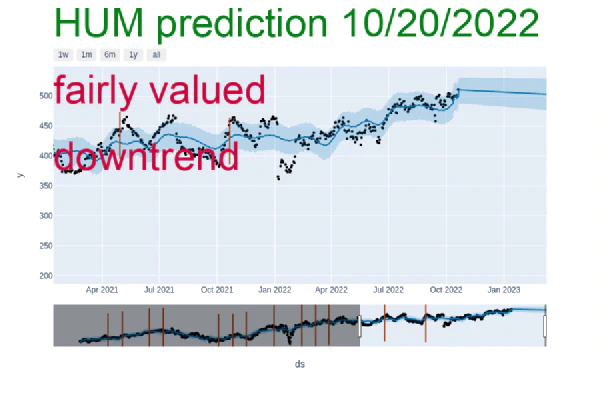 HUM prediction 10/20/2022
1w 1m 6m 1y all
fairly valued
downtrend
500
450
400
350
300
250
200
y
Apr 2021 Jul 2021 Oct 2021 Jan 2022 Apr 2022 Jul 2022 Oct 2022 Jan 2023
ds